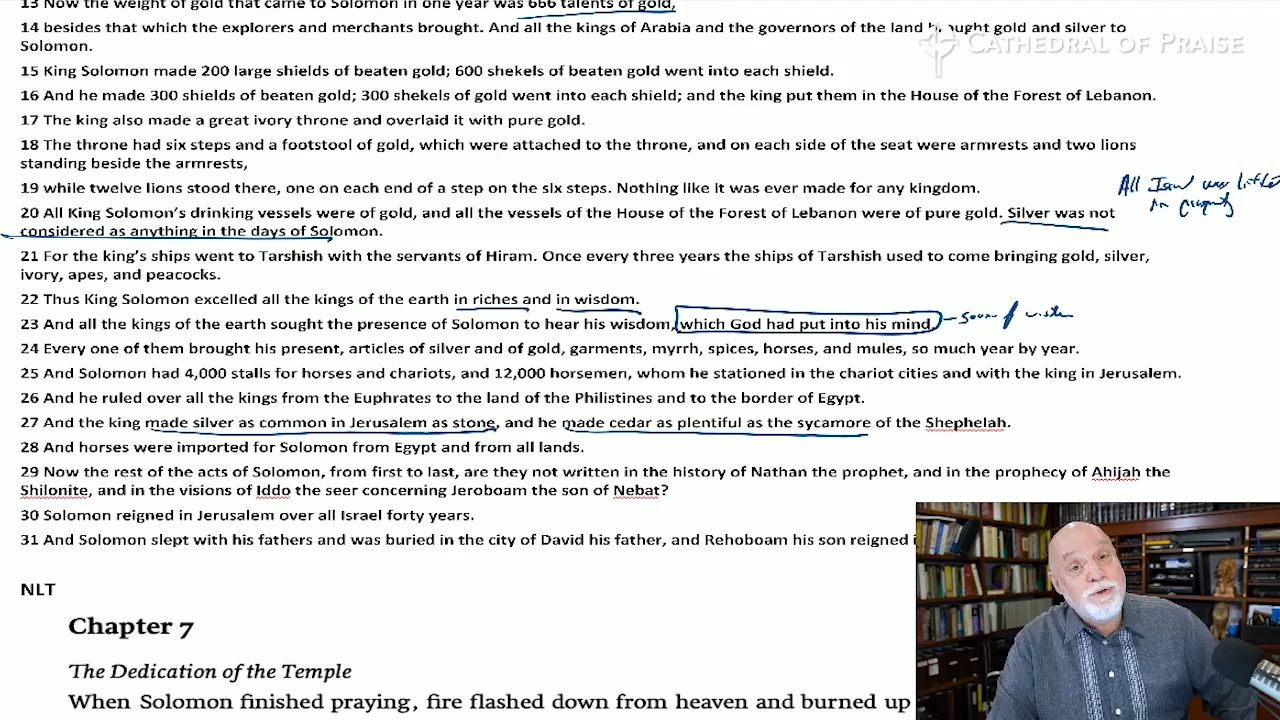 13 Now the weight of gold that came to Solomon in one year was 666 talents of gold,
CATHEDRAL OF PRAISE
14 besides that which the explorers and merchants brought. And all the kings of Arabia and the governors of the land brought gold and silver to
Solomon.
15 King Solomon made 200 large shields of beaten gold; 600 shekels of beaten gold went into each shield.
16 And he made 300 shields of beaten gold; 300 shekels of gold went into each shield; and the king put them in the House of the Forest of Lebanon.
17 The king also made a great ivory throne and overlaid it with pure gold.
18 The throne had six steps and a footstool of gold, which were attached to the throne, and on each side of the seat were armrests and two lions
standing beside the armrests,
19 while twelve lions stood there, one on each end of a step on the six steps. Nothing like it was ever made for any kingdom.
All
in
20 All King Solomon's drinking vessels were of gold, and all the vessels of the House of the Forest of Lebanon were of pure gold. Silver was not
considered as anything in the days of Solomon.
21 For the king's ships went to Tarshish with the servants of Hiram. Once every three years the ships of Tarshish used to come bringing gold, silver,
ivory, apes, and peacocks.
22 Thus King Solomon excelled all the kings of the earth in riches and in wisdom.
23 And all the kings of the earth sought the presence of Solomon to hear his wisdom, which God had put into his mind.
24 Every one of them brought his present, articles of silver and of gold, garments, myrrh, spices, horses, and mules, so much year by year.
25 And Solomon had 4,000 stalls for horses and chariots, and 12,000 horsemen, whom he stationed in the chariot cities and with the king in Jerusalem.
26 And he ruled over all the kings from the Euphrates to the land of the Philistines and to the border of Egypt.
27 And the king made silver as common in Jerusalem as stone, and he made cedar as plentiful as the sycamore of the Shephelah.
28 And horses were imported for Solomon from Egypt and from all lands.
29 Now the rest of the acts of Solomon, from first to last, are they not written in the history of Nathan the prophet, and in the prophecy of Ahijah the
Shilonite, and in the visions of Iddo the seer concerning Jeroboam the son of Nebat?
30 Solomon reigned in Jerusalem over all Israel forty years.
31 And Solomon slept with his fathers and was buried in the city of David his father, and Rehoboam his son reigned
NLT
Chapter 7
The Dedication of the Temple
When Solomon finished praying, fire flashed down from heaven and burned up